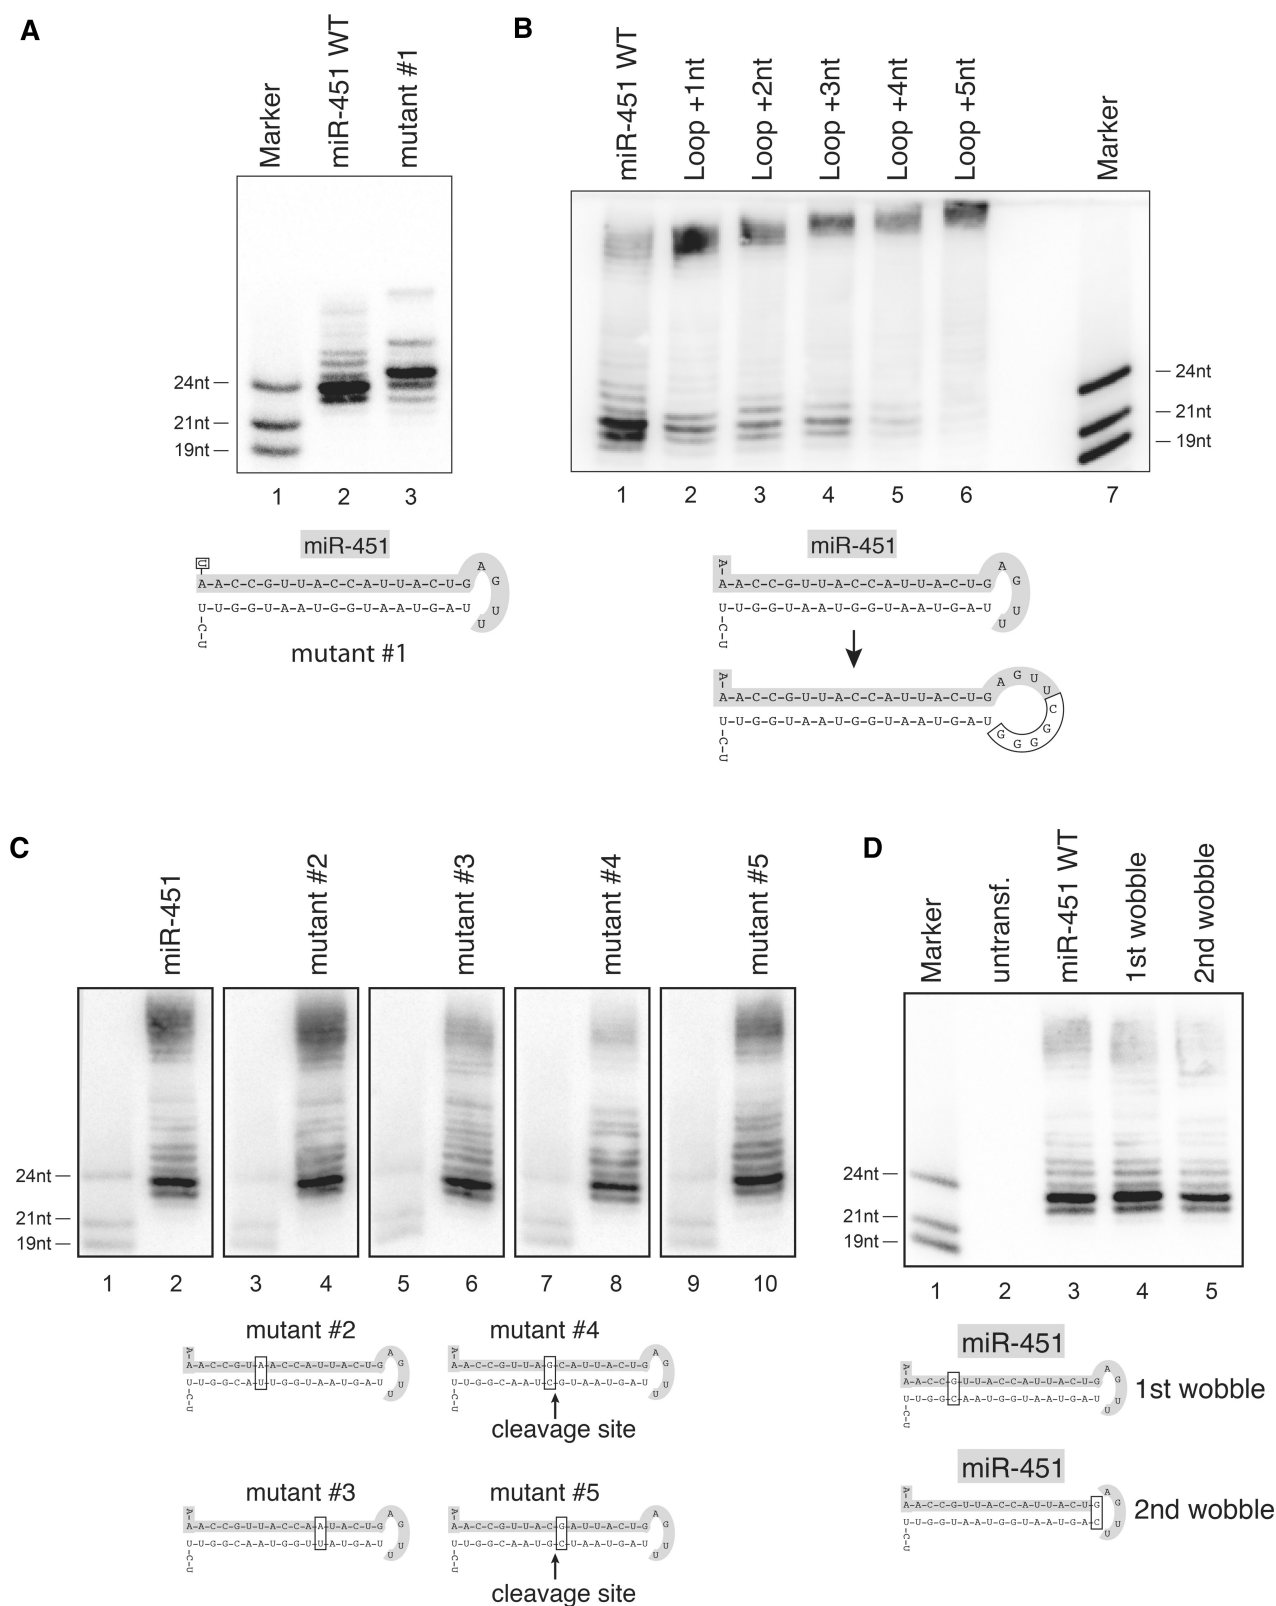 A
Marker
miR-451 WT
mutant #1
24nt
21nt
19nt
1 2 3
miR-451
U
A-A-C-C-G-U-U-A-C-C-A-U-U-A-C-U-G
A
G
U
U
U-U-G-G-U-A-A-U-G-G-U-A-A-U-G-A-U
C
U
mutant #1
B
miR-451 WT
Loop +1nt
Loop +2nt
Loop +3nt
Loop +4nt
Loop +5nt
Marker
24nt
21nt
19nt
1 2 3 4 5 6 7
miR-451
A
A-A-C-C-G-U-U-A-C-C-A-U-U-A-C-U-G
A
G
U
U
U-U-G-G-U-A-A-U-G-G-U-A-A-U-G-A-U
C
U
A
A-A-C-C-G-U-U-A-C-C-A-U-U-A-C-U-G
A G U U
C G G G G
U-U-G-G-U-A-A-U-G-G-U-A-A-U-G-A-U
C
U
C
miR-451
mutant #2
mutant #3
mutant #4
mutant #5
24nt
21nt
19nt
1 2 3 4 5 6 7 8 9 10
mutant #2
A
A-A-C-C-G-U-A-A-C-C-A-U-U-A-C-U-G
A
G
U
U
U-U-G-G-C-A-U-U-G-G-U-A-A-U-G-A-U
C
U
mutant #4
A
A-A-C-C-G-U-U-A-G-C-A-U-U-A-C-U-G
A
G
U
U
U-U-G-G-C-A-A-U-C-G-U-A-A-U-G-A-U
C
U
cleavage site
mutant #3
A
A-A-C-C-G-U-U-A-C-C-A-A-U-A-C-U-G
A
G
U
U
U-U-G-G-C-A-A-U-G-G-U-U-A-U-G-A-U
C
U
mutant #5
A
A-A-C-C-G-U-U-A-C-G-A-U-U-A-C-U-G
A
G
U
U
U-U-G-G-C-A-A-U-G-C-U-A-A-U-G-A-U
C
U
cleavage site
D
Marker
untransf.
miR-451 WT
1st wobble
2nd wobble
24nt
21nt
19nt
1 2 3 4 5
miR-451
A
A-A-C-C-G-U-U-A-C-C-A-U-U-A-C-U-G
A
G
U
U
U-U-G-G-C-A-A-U-G-G-U-A-A-U-G-A-U
C
U
1st wobble
miR-451
A
A-A-C-C-G-U-U-A-C-C-A-U-U-A-C-U-G
A
G
U
U
U-U-G-G-U-A-A-U-G-G-U-A-A-U-G-A-C
C
U
2nd wobble